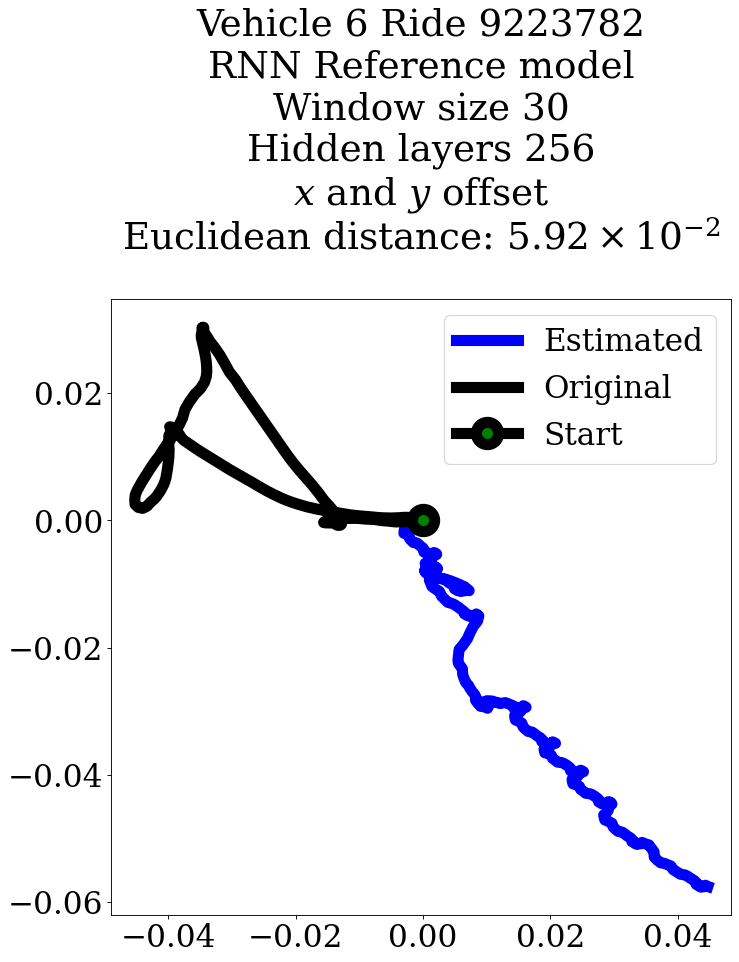 Vehicle 6 Ride 9223782
RNN Reference model
Window size 30
Hidden layers 256
x and y offset
Euclidean distance: 5.92 × 10⁻²
Estimated
Original
Start
0.02
0.00
−0.02
−0.04
−0.06
−0.04 −0.02 0.00 0.02 0.04